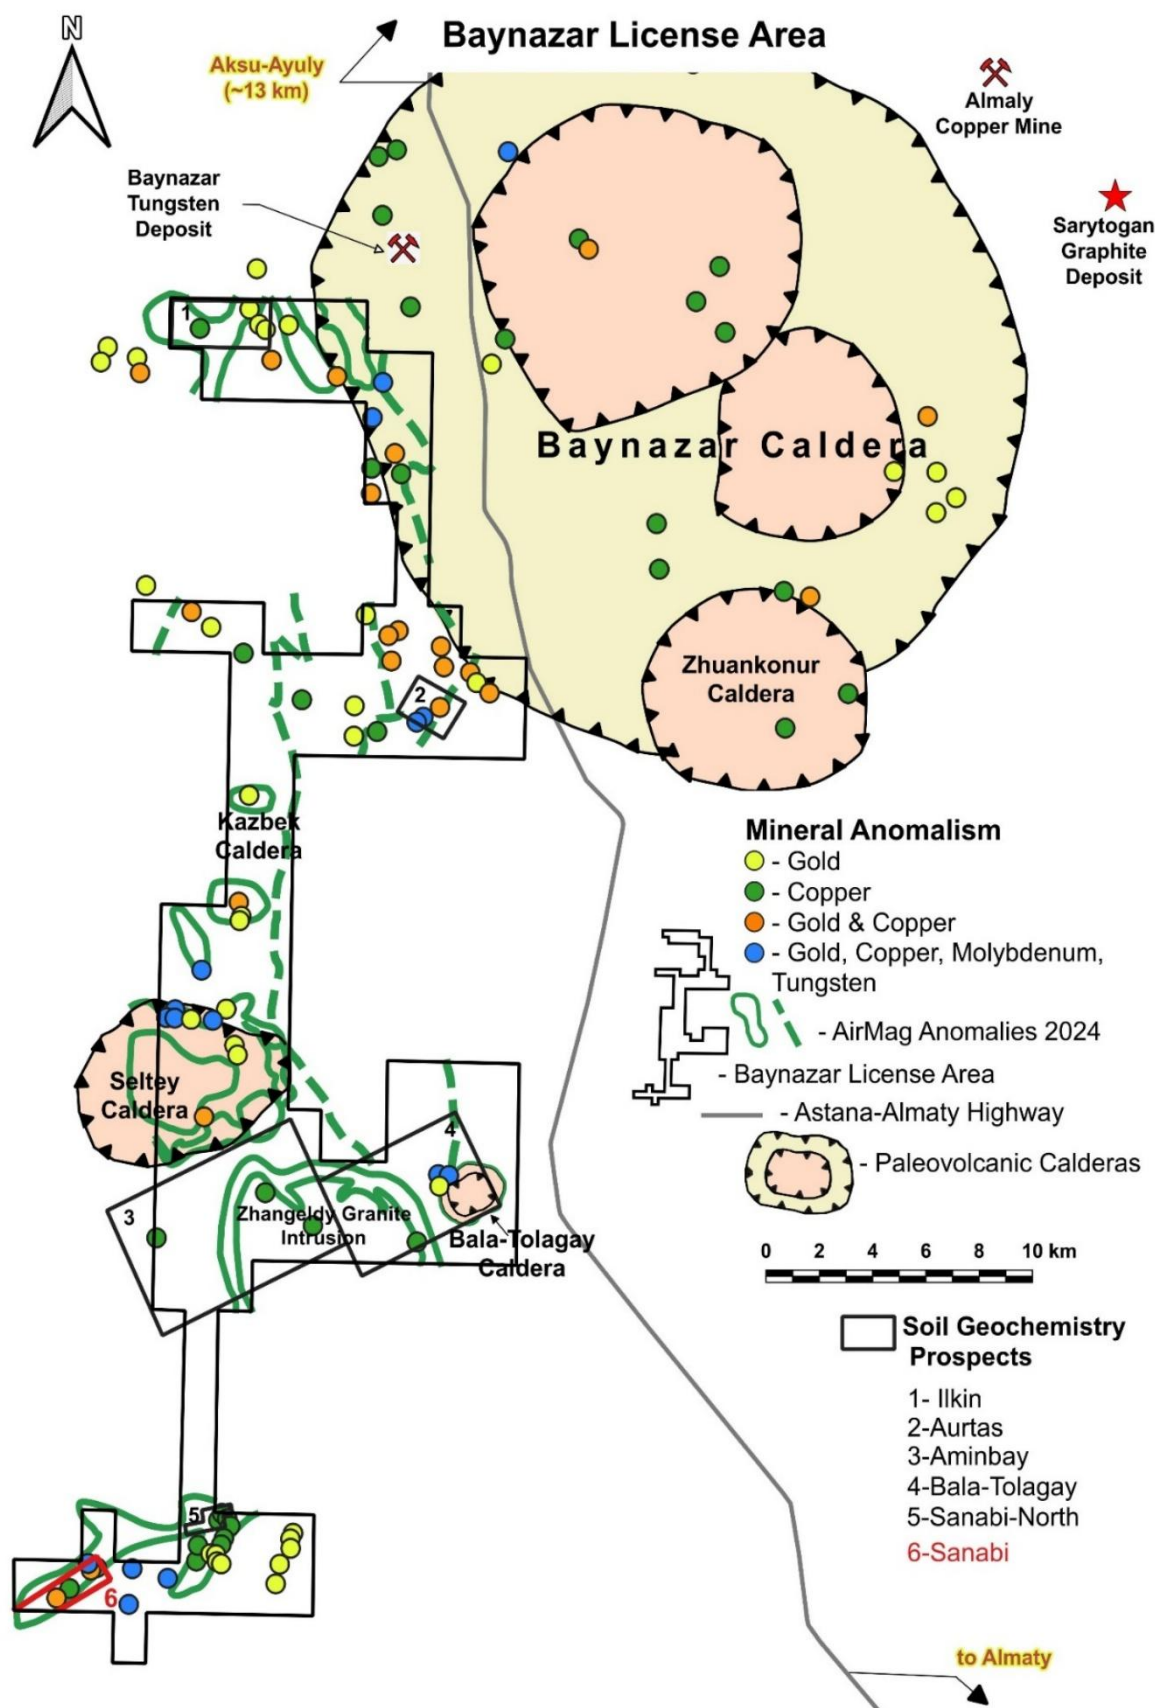 N
Baynazar License Area
Aksu-Ayuly
(~13 km)
Almaly
Copper Mine
Baynazar
Tungsten
Deposit
Sarytogan
Graphite
Deposit
1
Baynazar Caldera
Zhuankonur
Caldera
2
Kazbek
Caldera
Mineral Anomalism
- Gold
- Copper
- Gold & Copper
- Gold, Copper, Molybdenum,
Tungsten
- AirMag Anomalies 2024
- Baynazar License Area
- Astana-Almaty Highway
- Paleovolcanic Calderas
Seltey
Caldera
4
3
Zhangeldy Granite
Intrusion
Bala-Tolagay
Caldera
0 2 4 6 8 10 km
Soil Geochemistry
Prospects
1- Ilkin
2-Aurtas
3-Aminbay
4-Bala-Tolagay
5-Sanabi-North
6-Sanabi
5
6
to Almaty